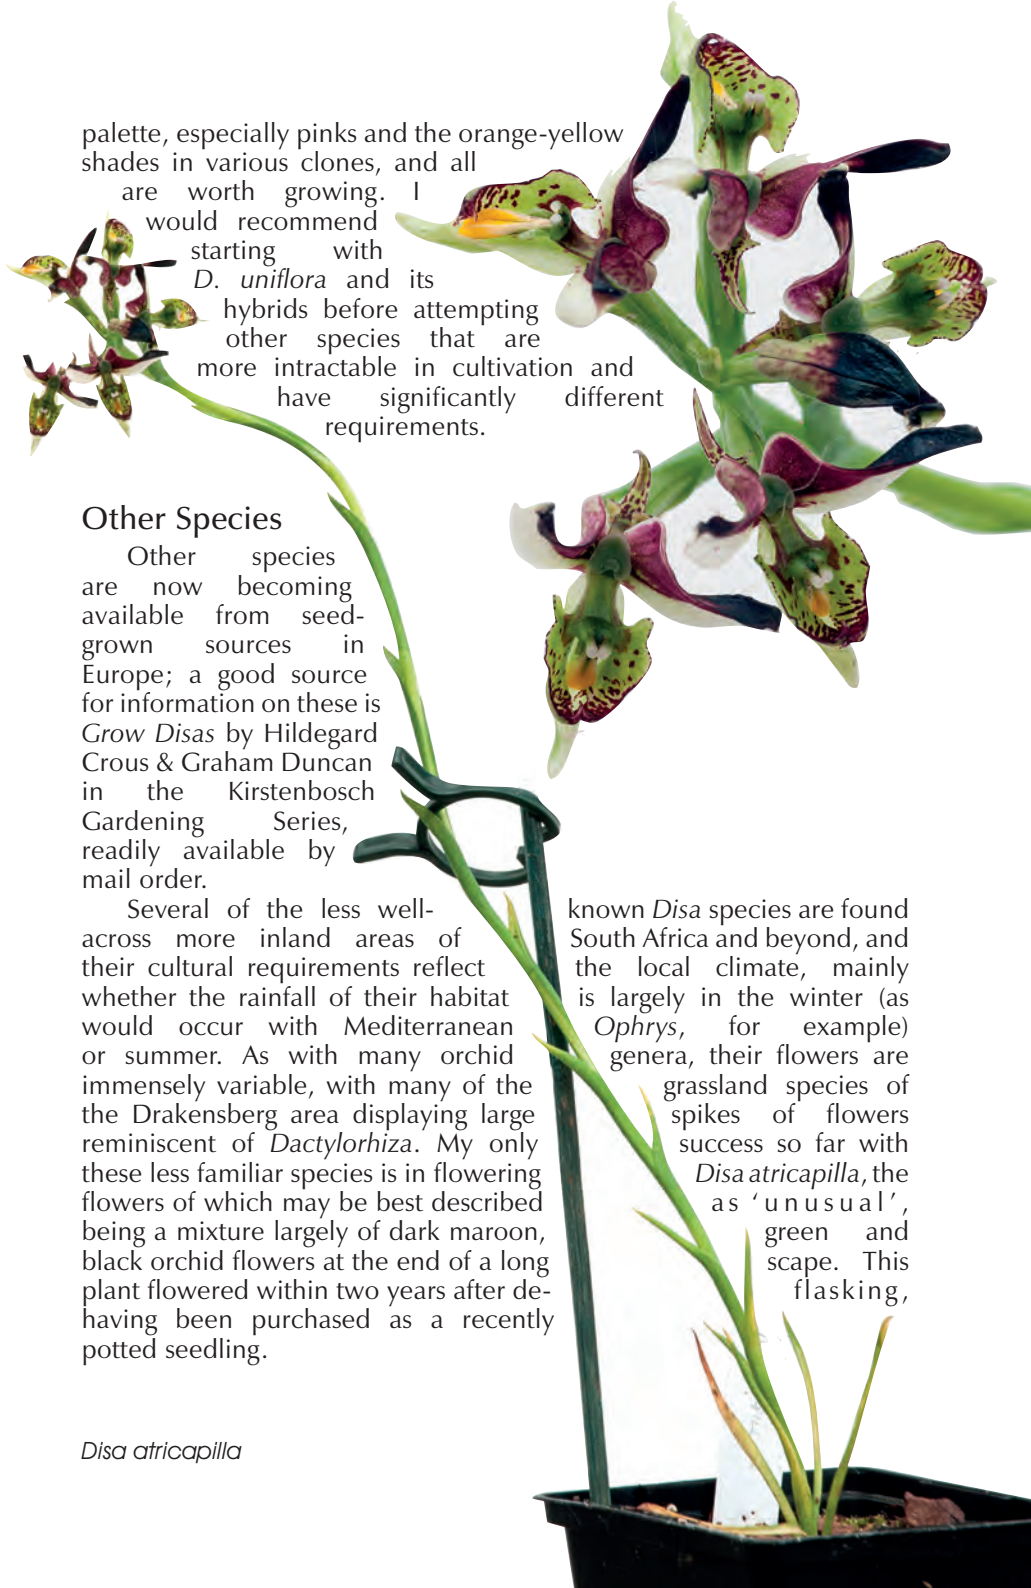 palette, especially pinks and the orange-yellow
shades in various clones, and all
are worth growing. I
would recommend
starting with
D. uniflora and its
hybrids before attempting
other species that are
more intractable in cultivation and
have significantly different
requirements.
Other Species
Other species
are now becoming
available from seed-
grown sources in
Europe; a good source
for information on these is
Grow Disas by Hildegard
Crous & Graham Duncan
in the Kirstenbosch
Gardening Series,
readily available by
mail order.
Several of the less well- known Disa species are found
across more inland areas of South Africa and beyond, and
their cultural requirements reflect the local climate, mainly
whether the rainfall of their habitat is largely in the winter (as
would occur with Mediterranean Ophrys, for example)
or summer. As with many orchid genera, their flowers are
immensely variable, with many of the grassland species of
the Drakensberg area displaying large spikes of flowers
reminiscent of Dactylorhiza. My only success so far with
these less familiar species is in flowering Disa atricapilla, the
flowers of which may be best described as ‘unusual’,
being a mixture largely of dark maroon, green and
black orchid flowers at the end of a long scape. This
plant flowered within two years after de- flasking,
having been purchased as a recently
potted seedling.
Disa atricapilla